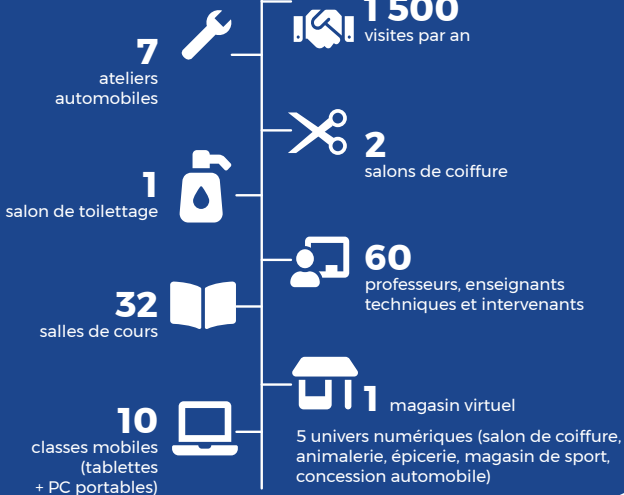 1 500
visites par an
7
ateliers
automobiles
2
salons de coiffure
1
salon de toilettage
60
professeurs, enseignants
techniques et intervenants
32
salles de cours
1 magasin virtuel
5 univers numériques (salon de coiffure,
animalerie, épicerie, magasin de sport,
concession automobile)
10
classes mobiles
(tablettes
+ PC portables)